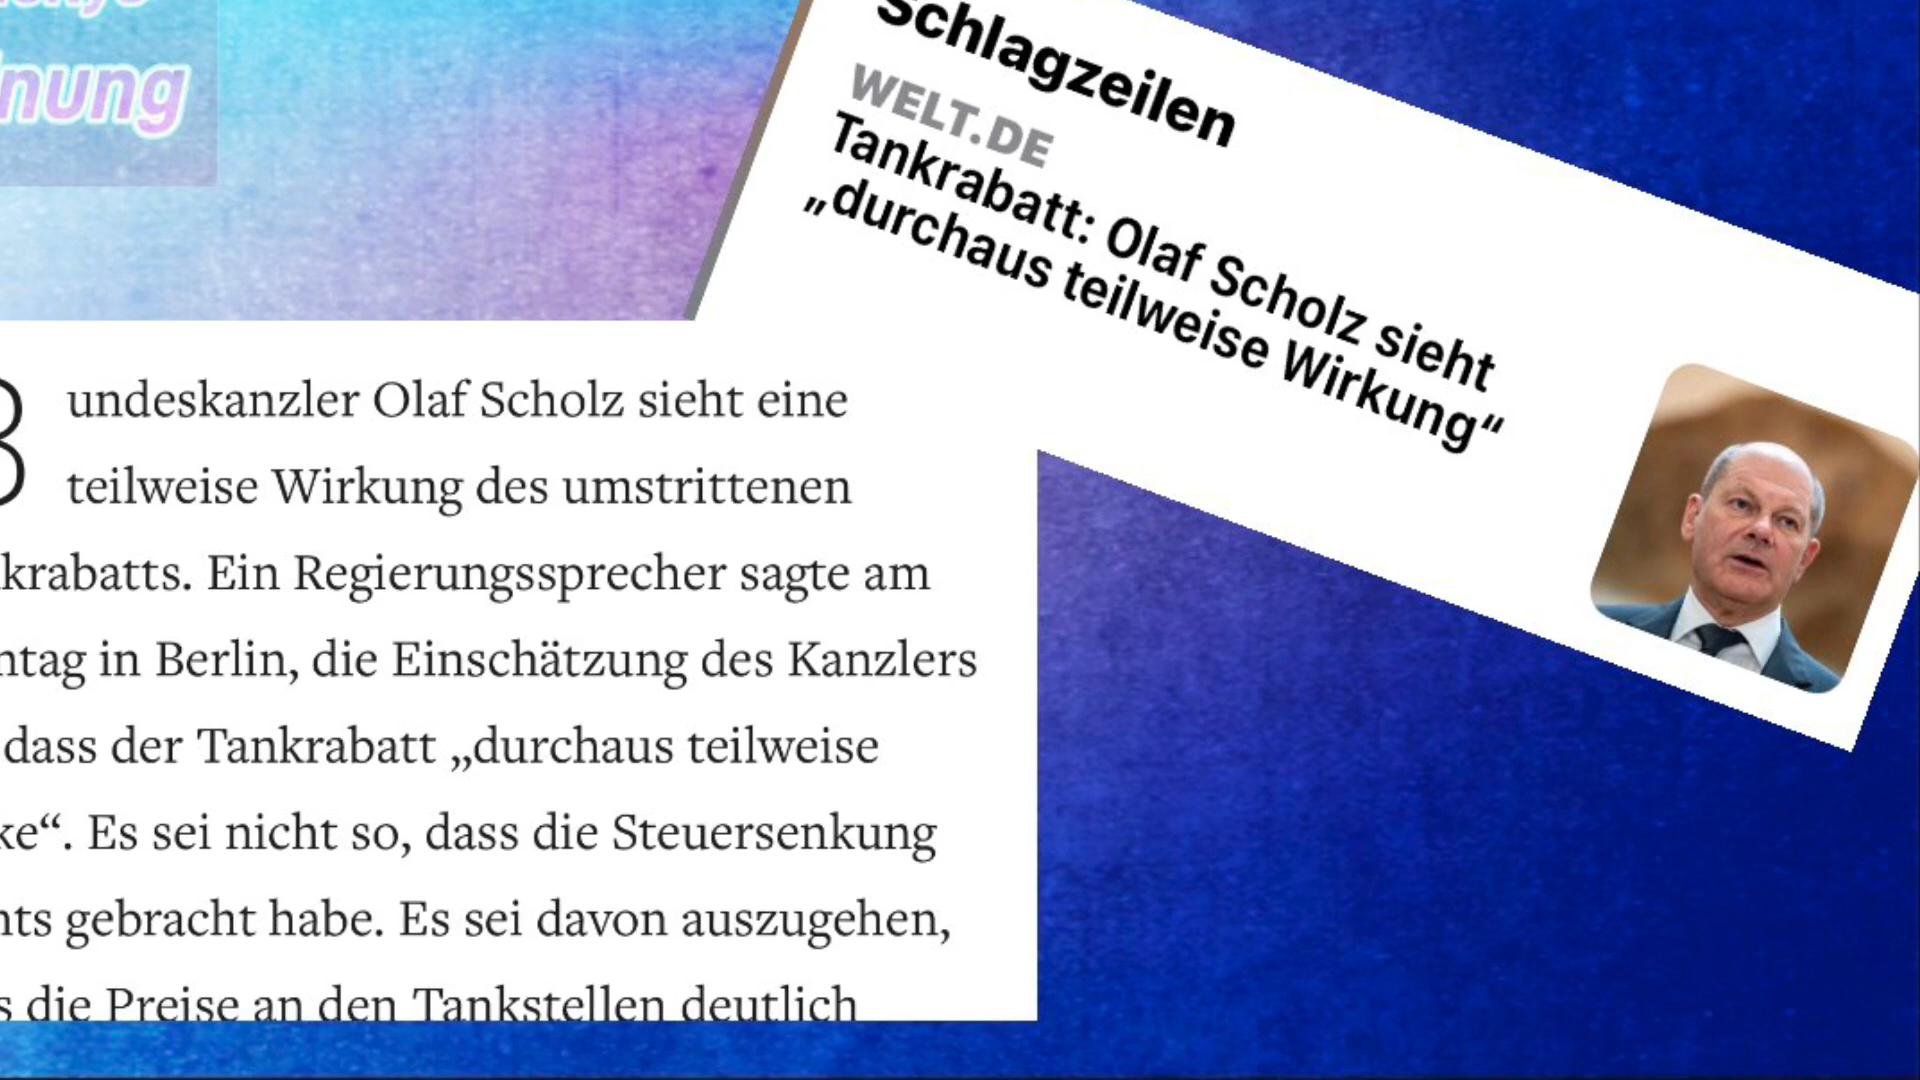 nung
Schlagzeilen
WELT.DE
Tankrabatt: Olaf Scholz sieht
„durchaus teilweise Wirkung“
Bundeskanzler Olaf Scholz sieht eine
teilweise Wirkung des umstrittenen
krabatts. Ein Regierungssprecher sagte am
ntag in Berlin, die Einschätzung des Kanzlers
dass der Tankrabatt „durchaus teilweise
ke“. Es sei nicht so, dass die Steuersenkung
hts gebracht habe. Es sei davon auszugehen,
s die Preise an den Tankstellen deutlich